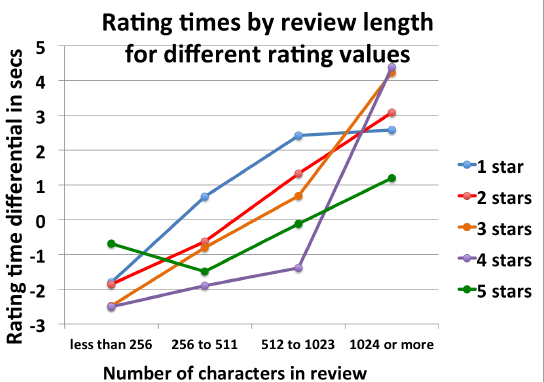 Rating times by review length
for different rating values
Rating time differential in secs
5
4
3
2
1
0
-1
-2
-3
less than 256
256 to 511
512 to 1023
1024 or more
Number of characters in review
1 star
2 stars
3 stars
4 stars
5 stars